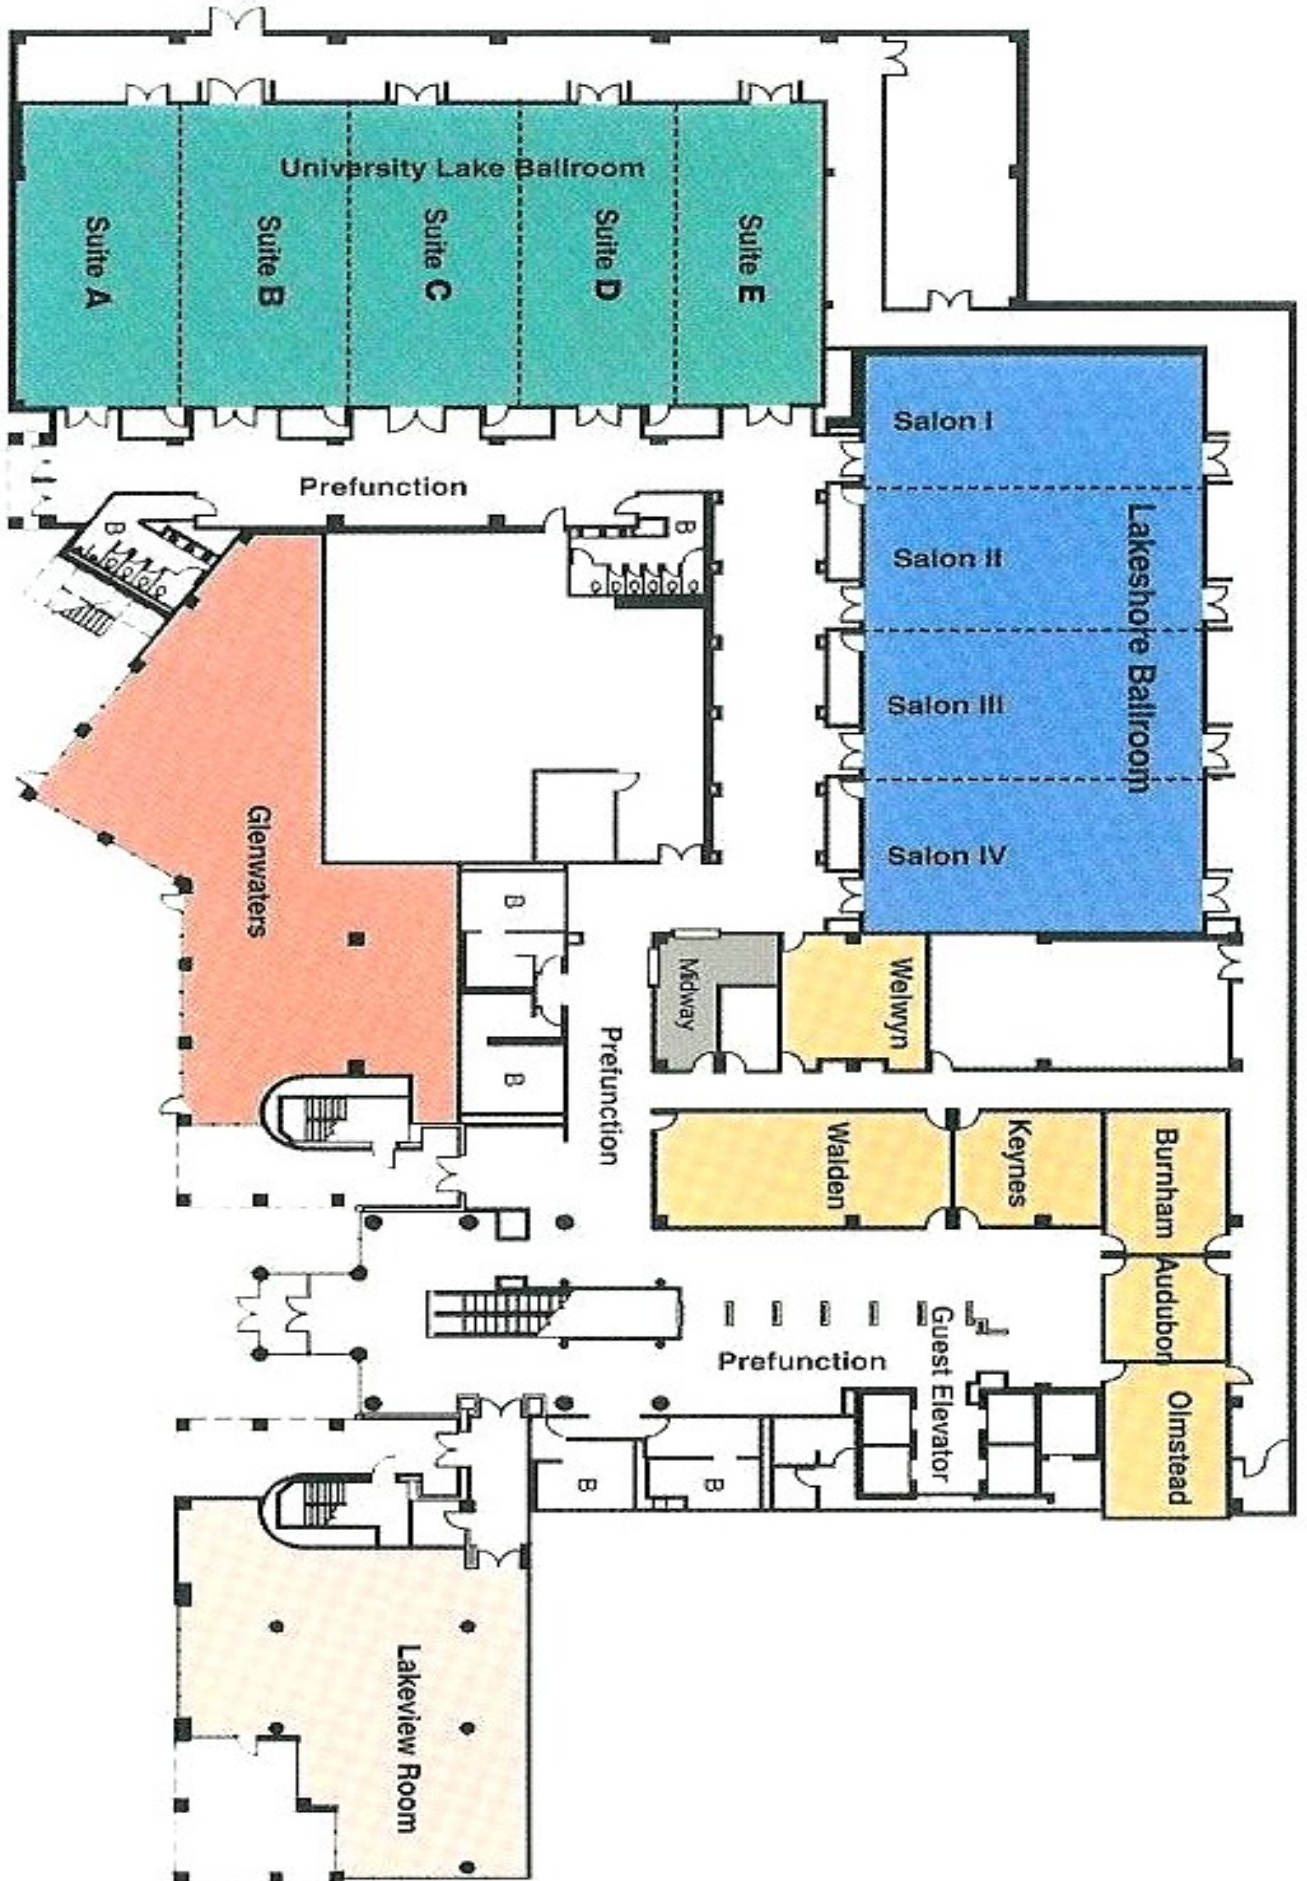 University Lake Ballroom
Suite A
Suite B
Suite C
Suite D
Suite E
Salon I
Prefunction
B
B
Lakeshore Ballroom
Salon II
Salon III
Glenwaters
Salon IV
B
Midway
Welwyn
Prefunction
B
Walden
Keynes
Burnham
Audubon
Guest Elevator
Prefunction
Olmstead
B
B
Lakeview Room